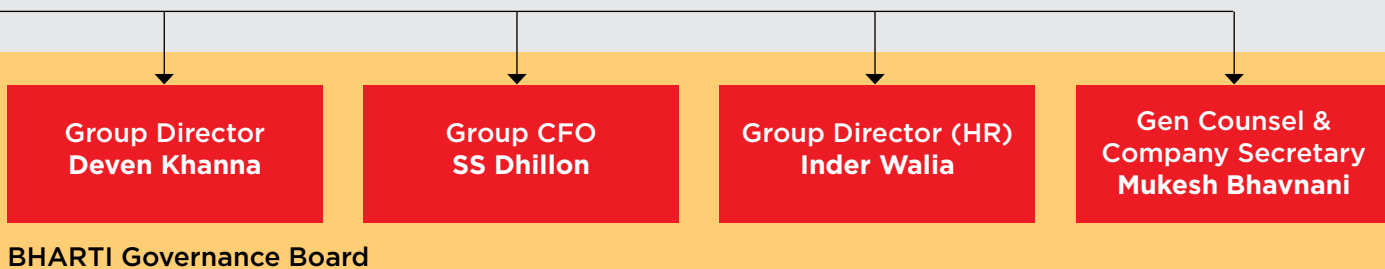 Group Director
Deven Khanna
Group CFO
SS Dhillon
Group Director (HR)
Inder Walia
Gen Counsel &
Company Secretary
Mukesh Bhavnani
BHARTI Governance Board